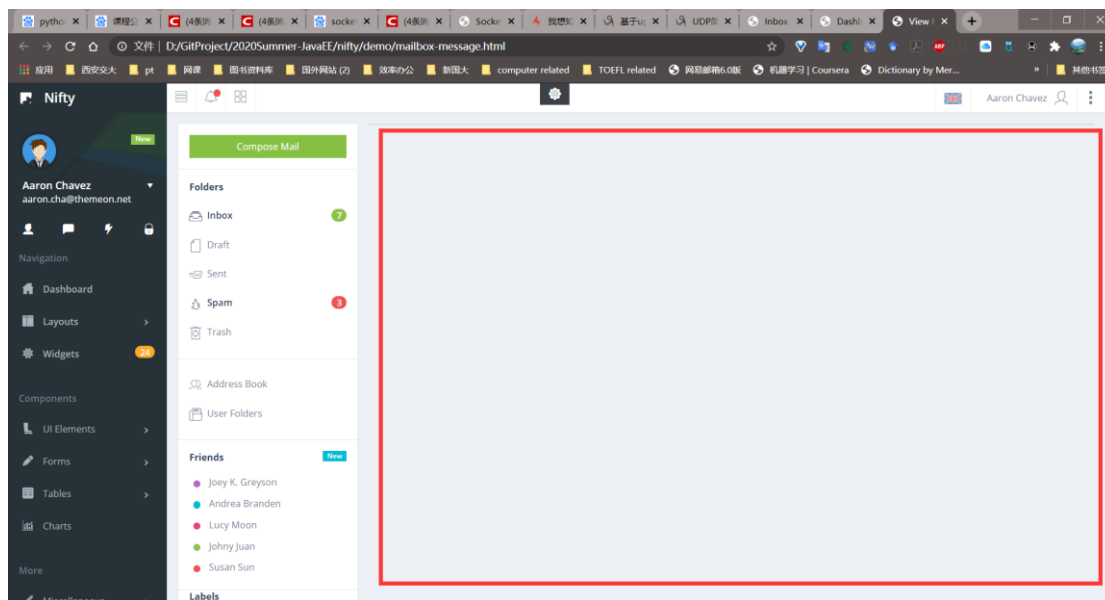 pytho
课程公
(4条消
(4条消
socke
(4条消
Socke
我想知
基于u
UDP
Inbox
Dashb
View
文件 | D:/GitProject/2020Summer-JavaEE/nifty/demo/mailbox-message.html
应用 西安交大 pt 网课 图书资料库 国外网站 (2) 效率办公 新国大 computer related TOEFL related 网易邮箱6.0版 机器学习 | Coursera Dictionary by Mer... » 其他书签
Nifty
Aaron Chavez
New
Aaron Chavez
aaron.cha@themeon.net
Navigation
Dashboard
Layouts
Widgets 24
Components
UI Elements
Forms
Tables
Charts
More
Miscellaneous
Compose Mail
Folders
Inbox 7
Draft
Sent
Spam 3
Trash
Address Book
User Folders
Friends New
Joey K. Greyson
Andrea Branden
Lucy Moon
Johny Juan
Susan Sun
Labels